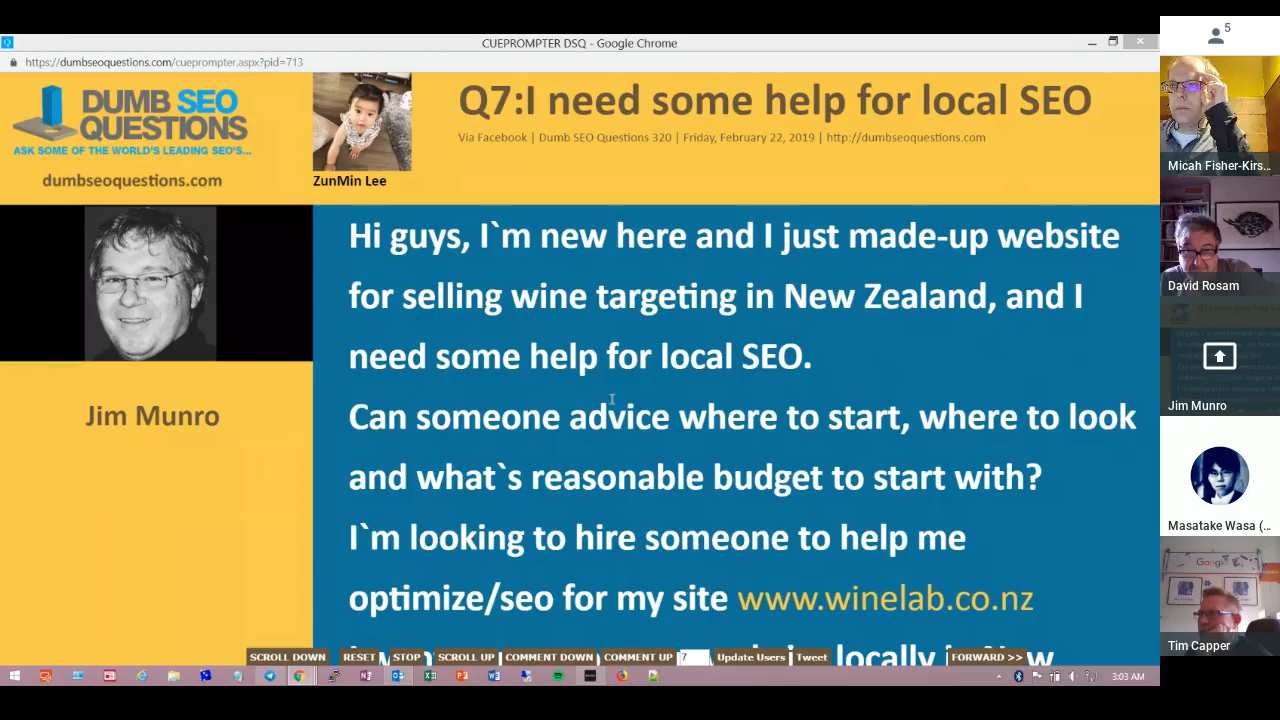 CUEPROMPTER DSQ - Google Chrome
https://dumbseoquestions.com/cueprompter.aspx?pid=713
DUMB SEO
QUESTIONS
ASK SOME OF THE WORLD'S LEADING SEO'S...
dumbseoquestions.com
ZunMin Lee
Q7:I need some help for local SEO
Via Facebook | Dumb SEO Questions 320 | Friday, February 22, 2019 | http://dumbseoquestions.com
Jim Munro
Hi guys, I`m new here and I just made-up website
for selling wine targeting in New Zealand, and I
need some help for local SEO.
Can someone advice where to start, where to look
and what`s reasonable budget to start with?
I`m looking to hire someone to help me
optimize/seo for my site www.winelab.co.nz
locally in New
SCROLL DOWN RESET STOP SCROLL UP COMMENT DOWN COMMENT UP 7 Update Users Tweet FORWARD >>
3:03 AM
5
Micah Fisher-Kirs...
David Rosam
Jim Munro
Masatake Wasa (...
Tim Capper